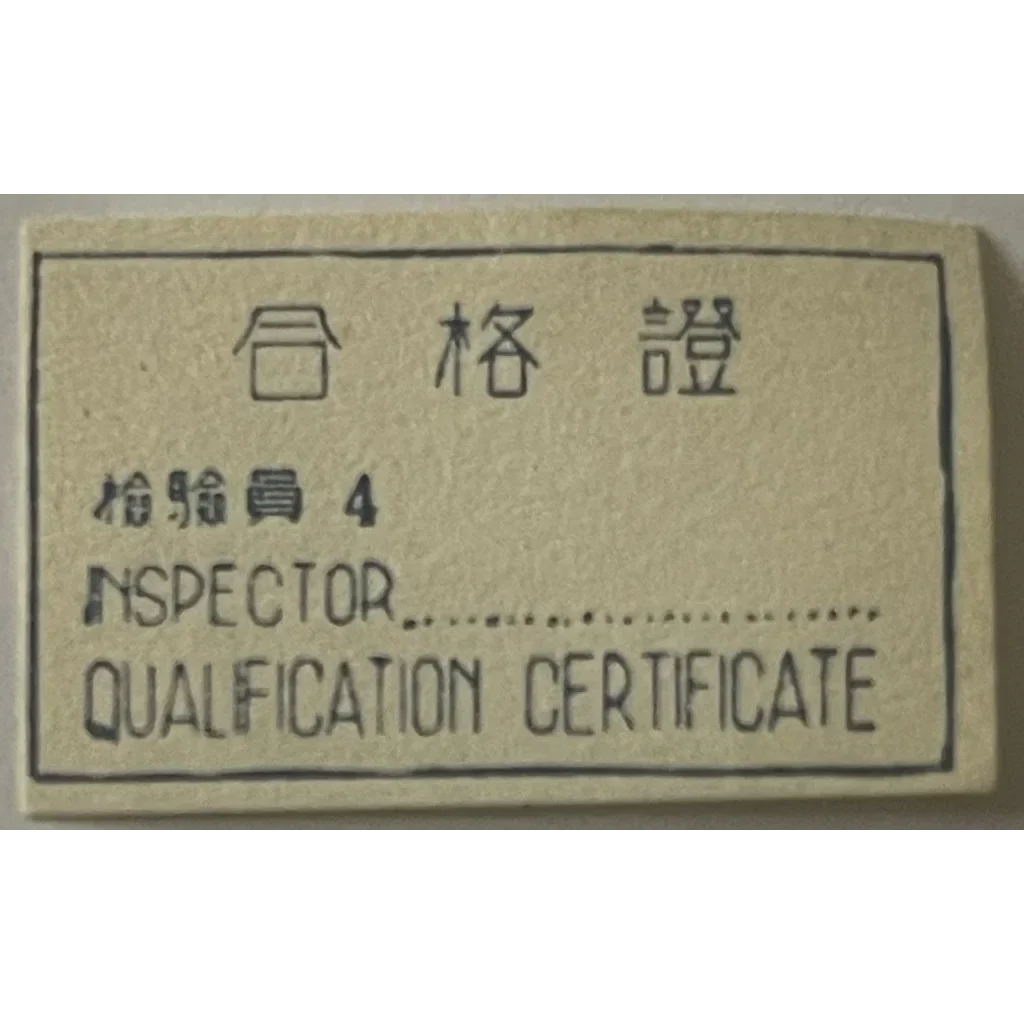 合格證
檢驗員 4
INSPECTOR....................
QUALIFICATION CERTIFICATE